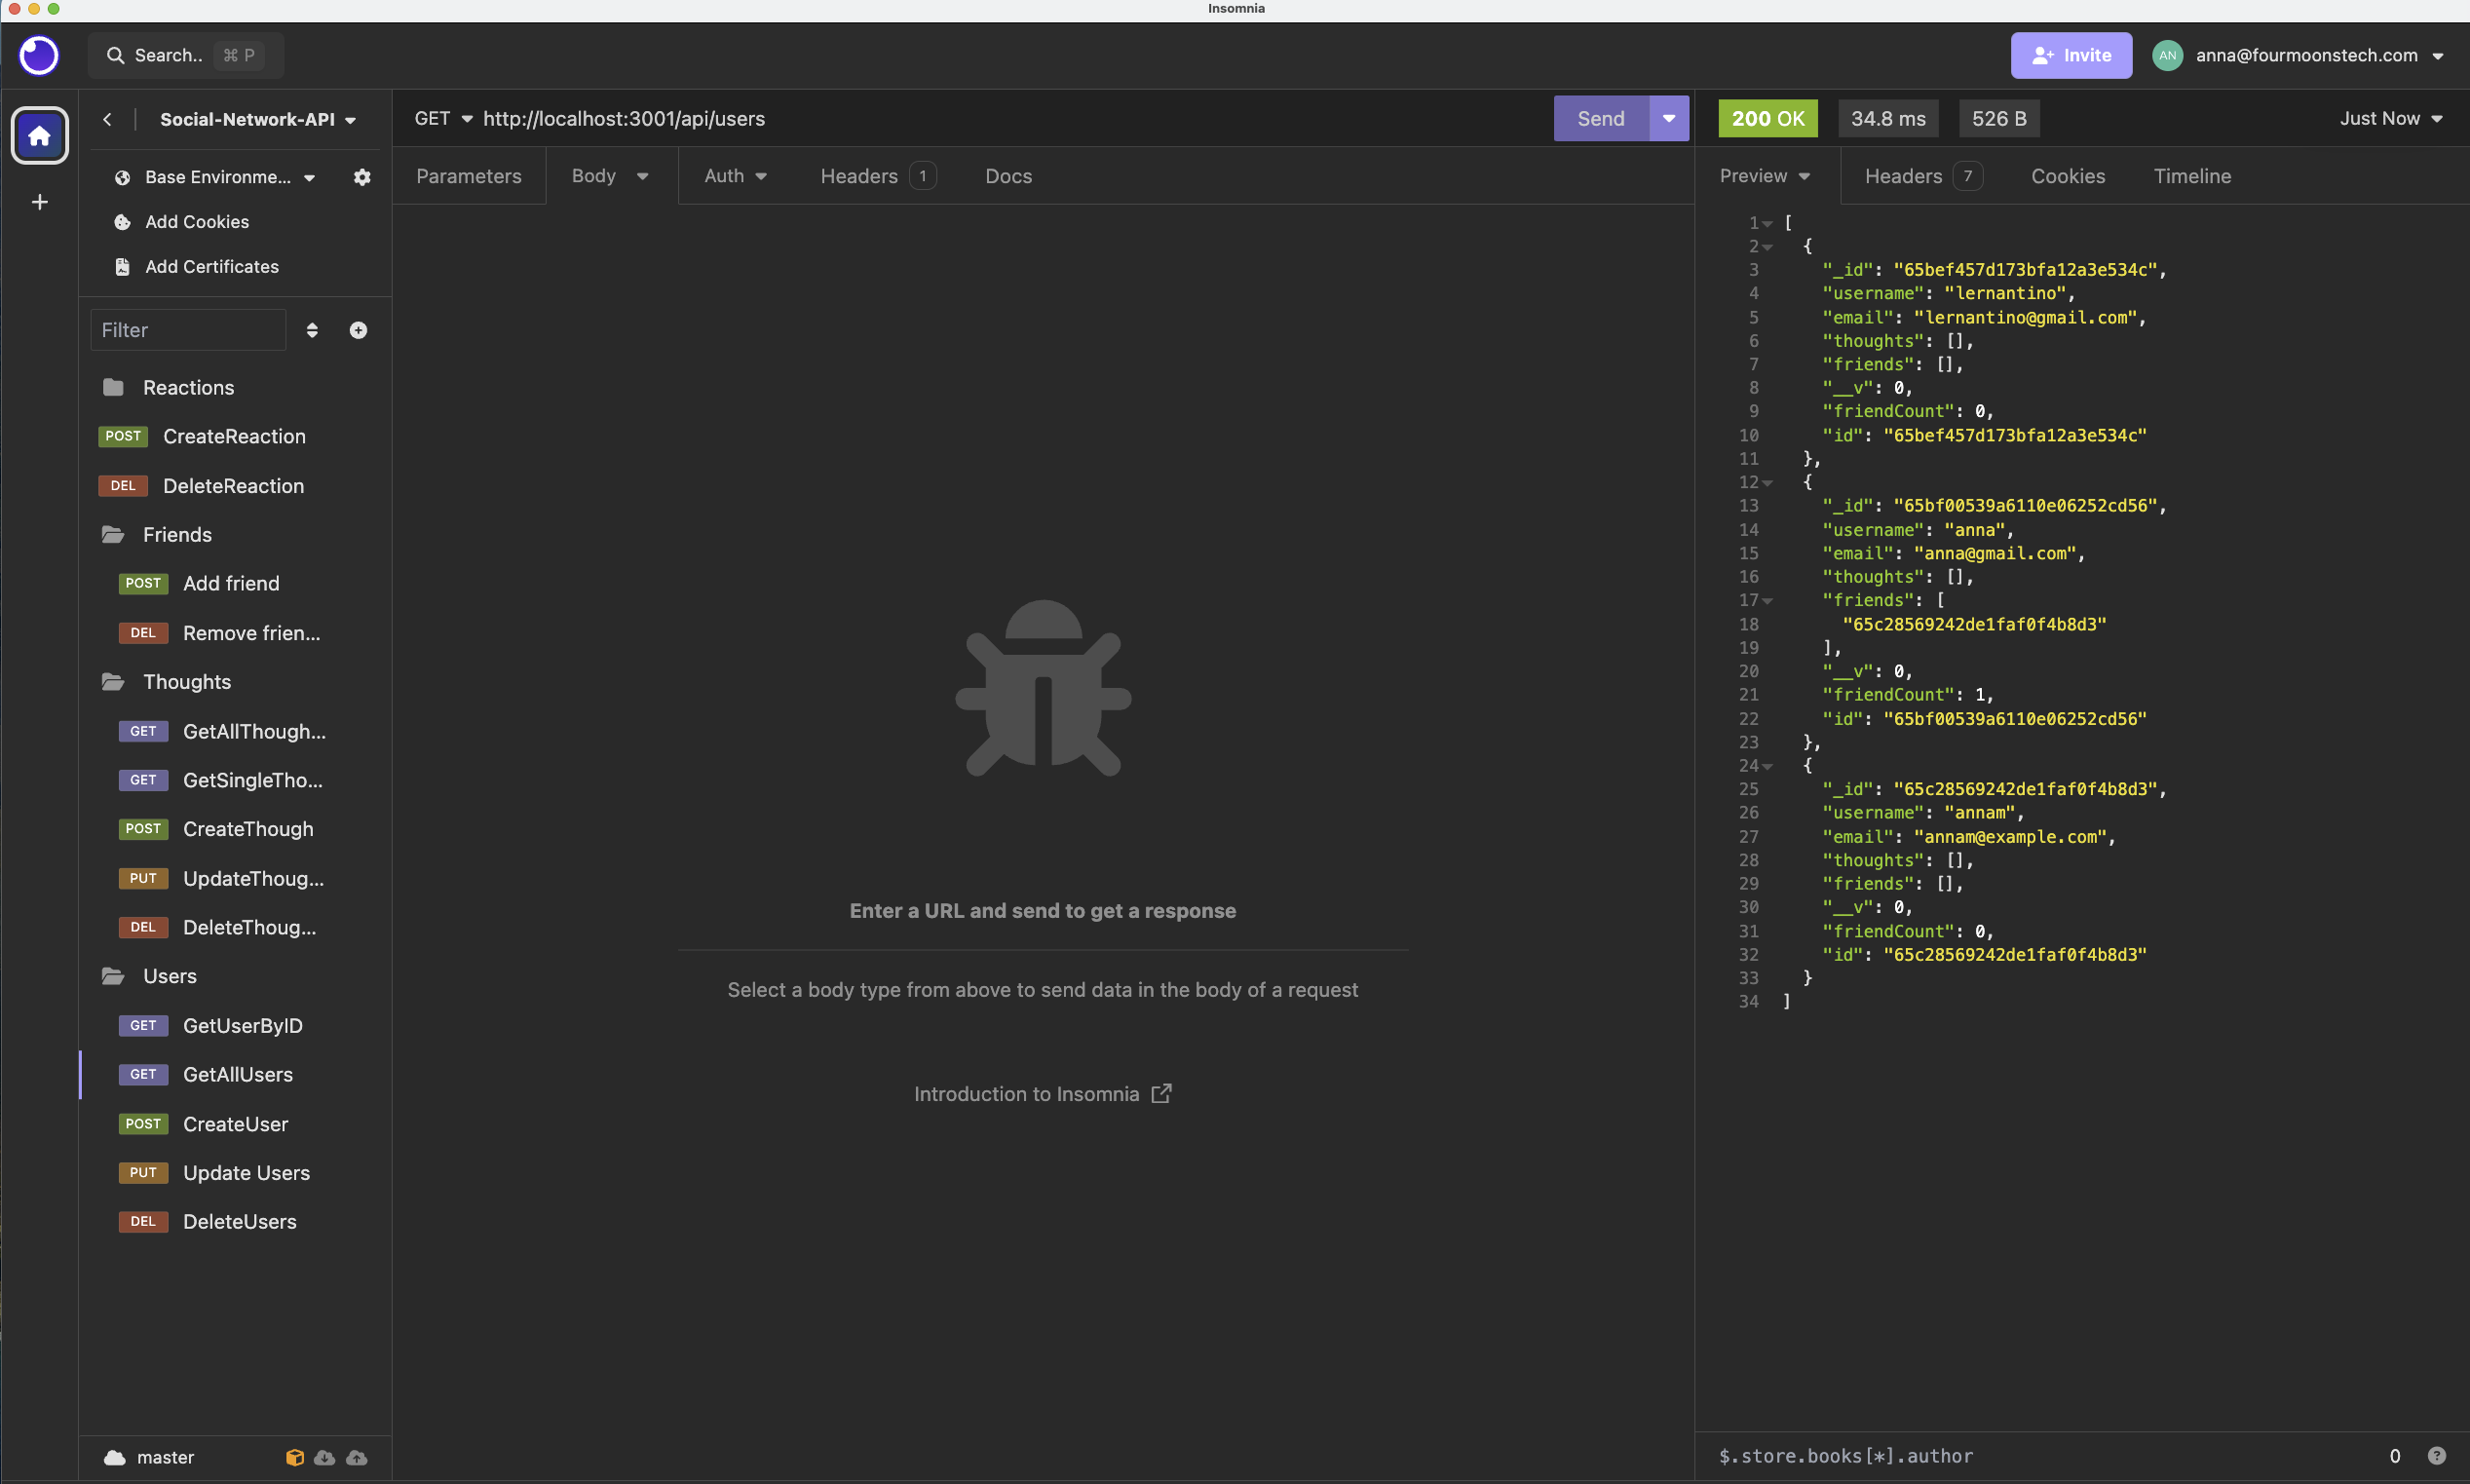 Insomnia
Search.. ⌘ P
Invite
AN anna@fourmoonstech.com
Social-Network-API
Base Environme...
Add Cookies
Add Certificates
Filter
Reactions
POST CreateReaction
DEL DeleteReaction
Friends
POST Add friend
DEL Remove frien...
Thoughts
GET GetAllThough...
GET GetSingleTho...
POST CreateThough
PUT UpdateThoug...
DEL DeleteThoug...
Users
GET GetUserByID
GET GetAllUsers
POST CreateUser
PUT Update Users
DEL DeleteUsers
master
GET http://localhost:3001/api/users
Send
Parameters Body Auth Headers 1 Docs
Enter a URL and send to get a response
Select a body type from above to send data in the body of a request
Introduction to Insomnia
200 OK 34.8 ms 526 B Just Now
Preview Headers 7 Cookies Timeline
1 [
2 {
3 "_id": "65bef457d173bfa12a3e534c",
4 "username": "lernantino",
5 "email": "lernantino@gmail.com",
6 "thoughts": [],
7 "friends": [],
8 "__v": 0,
9 "friendCount": 0,
10 "id": "65bef457d173bfa12a3e534c"
11 },
12 {
13 "_id": "65bf00539a6110e06252cd56",
14 "username": "anna",
15 "email": "anna@gmail.com",
16 "thoughts": [],
17 "friends": [
18 "65c28569242de1faf0f4b8d3"
19 ],
20 "__v": 0,
21 "friendCount": 1,
22 "id": "65bf00539a6110e06252cd56"
23 },
24 {
25 "_id": "65c28569242de1faf0f4b8d3",
26 "username": "annam",
27 "email": "annam@example.com",
28 "thoughts": [],
29 "friends": [],
30 "__v": 0,
31 "friendCount": 0,
32 "id": "65c28569242de1faf0f4b8d3"
33 }
34 ]
$.store.books[*].author 0 ?